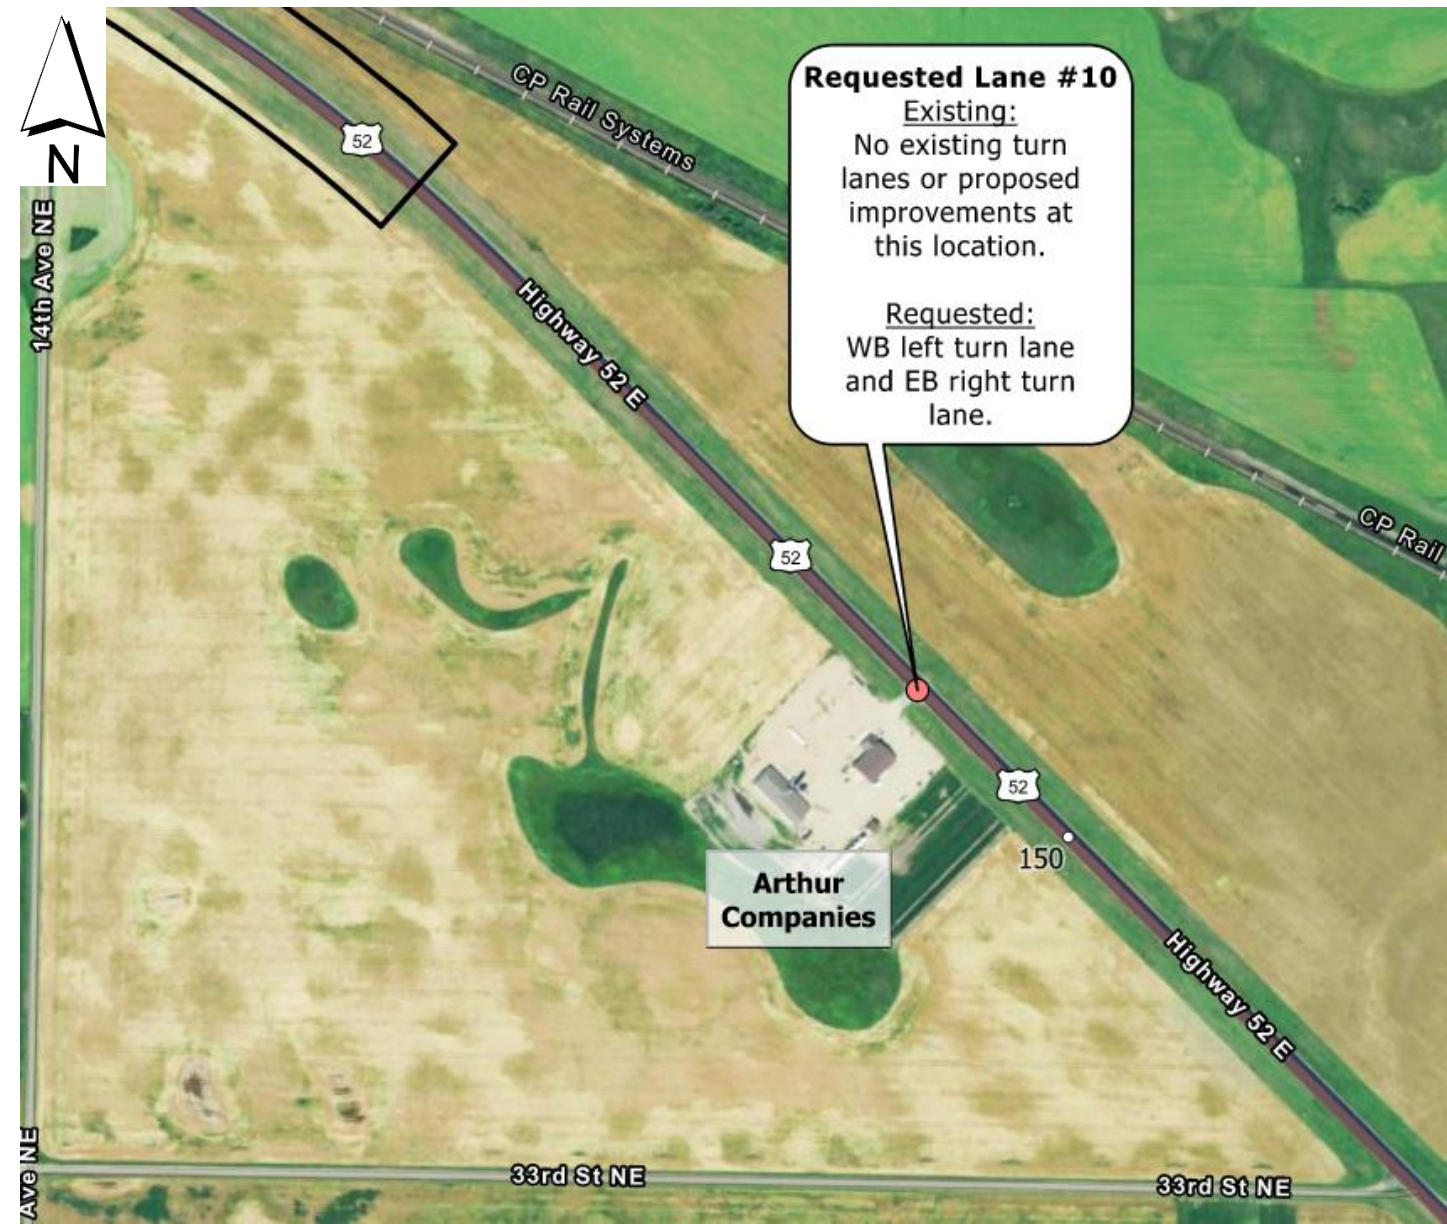 N
CP Rail Systems
52
14th Ave NE
Highway 52 E
Requested Lane #10
Existing:
No existing turn
lanes or proposed
improvements at
this location.
Requested:
WB left turn lane
and EB right turn
lane.
CP Rail
52
52
150
Arthur
Companies
Highway 52 E
Ave NE
33rd St NE
33rd St NE